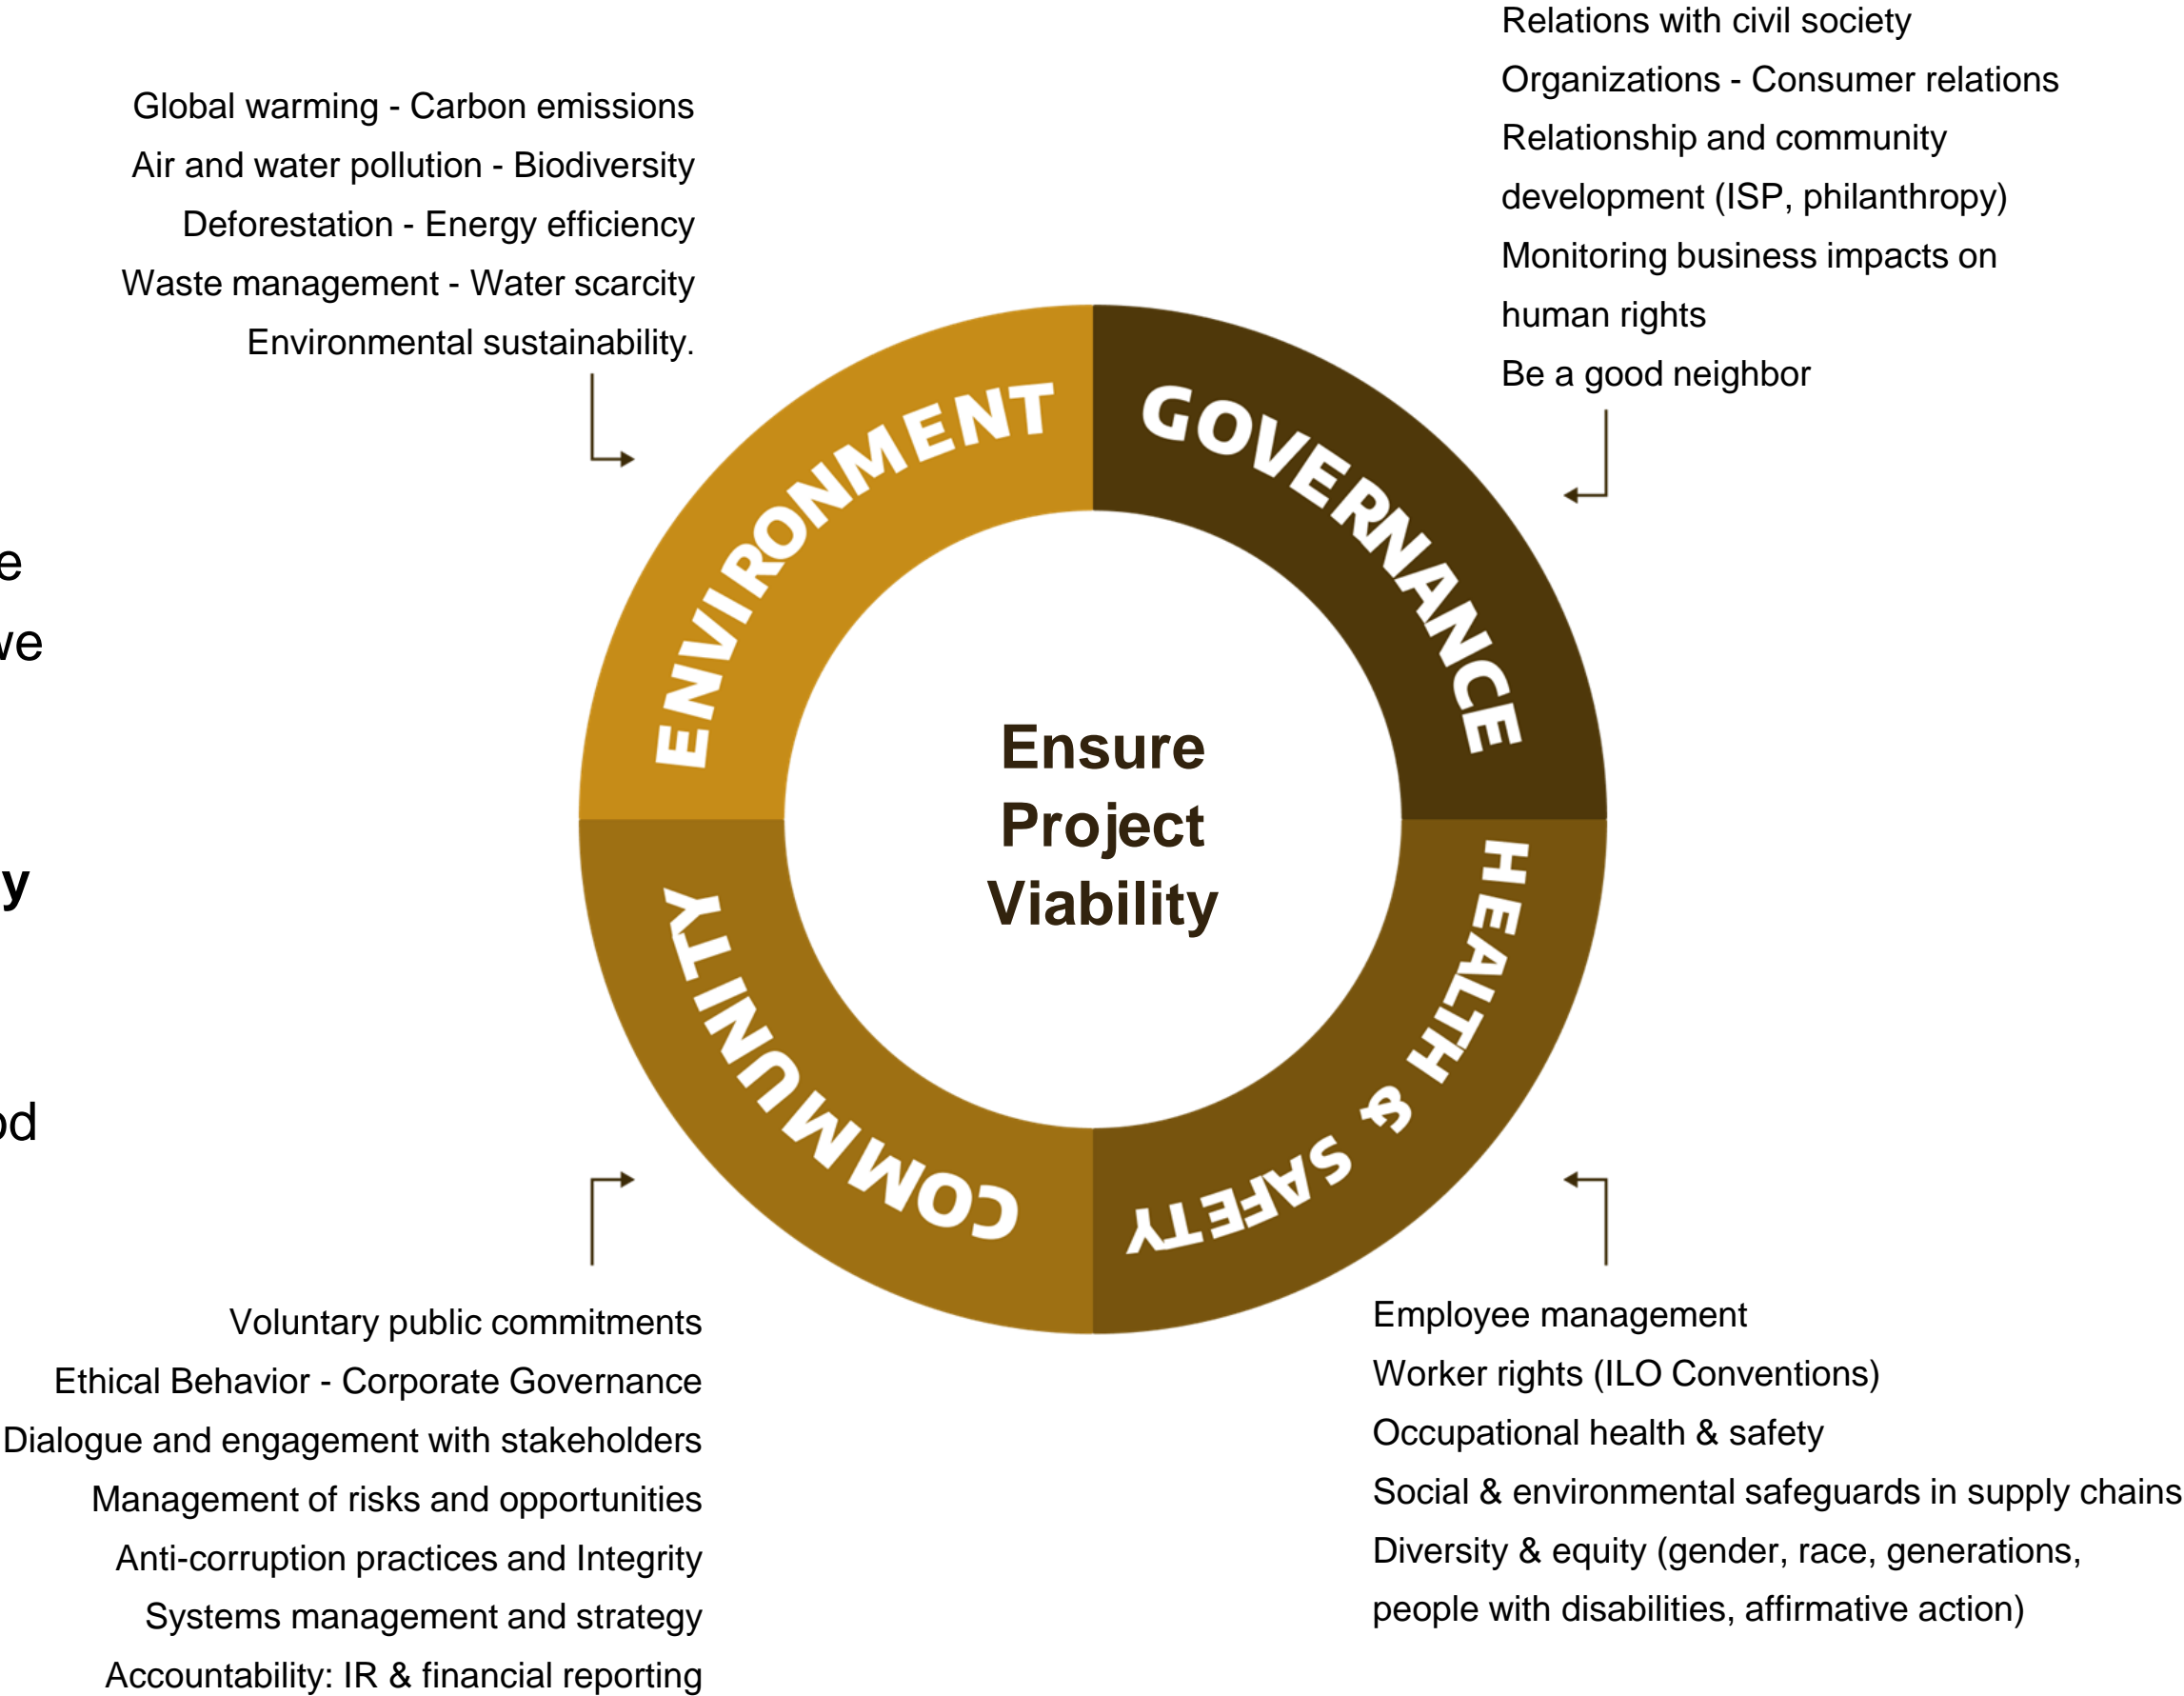 Global warming - Carbon emissions
Air and water pollution - Biodiversity
Deforestation - Energy efficiency
Waste management - Water scarcity
Environmental sustainability.
Relations with civil society
Organizations - Consumer relations
Relationship and community
development (ISP, philanthropy)
Monitoring business impacts on
human rights
Be a good neighbor
ENVIRONMENT
GOVERNANCE
Ensure
Project
Viability
COMMUNITY
HEALTH & SAFETY
Voluntary public commitments
Ethical Behavior - Corporate Governance
Dialogue and engagement with stakeholders
Management of risks and opportunities
Anti-corruption practices and Integrity
Systems management and strategy
Accountability: IR & financial reporting
Employee management
Worker rights (ILO Conventions)
Occupational health & safety
Social & environmental safeguards in supply chains
Diversity & equity (gender, race, generations,
people with disabilities, affirmative action)